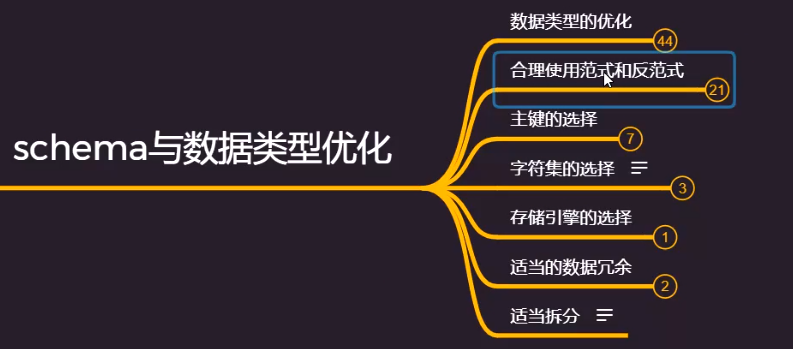 schema与数据类型优化
数据类型的优化
44
合理使用范式和反范式
21
主键的选择
7
字符集的选择
3
存储引擎的选择
1
适当的数据冗余
2
适当拆分